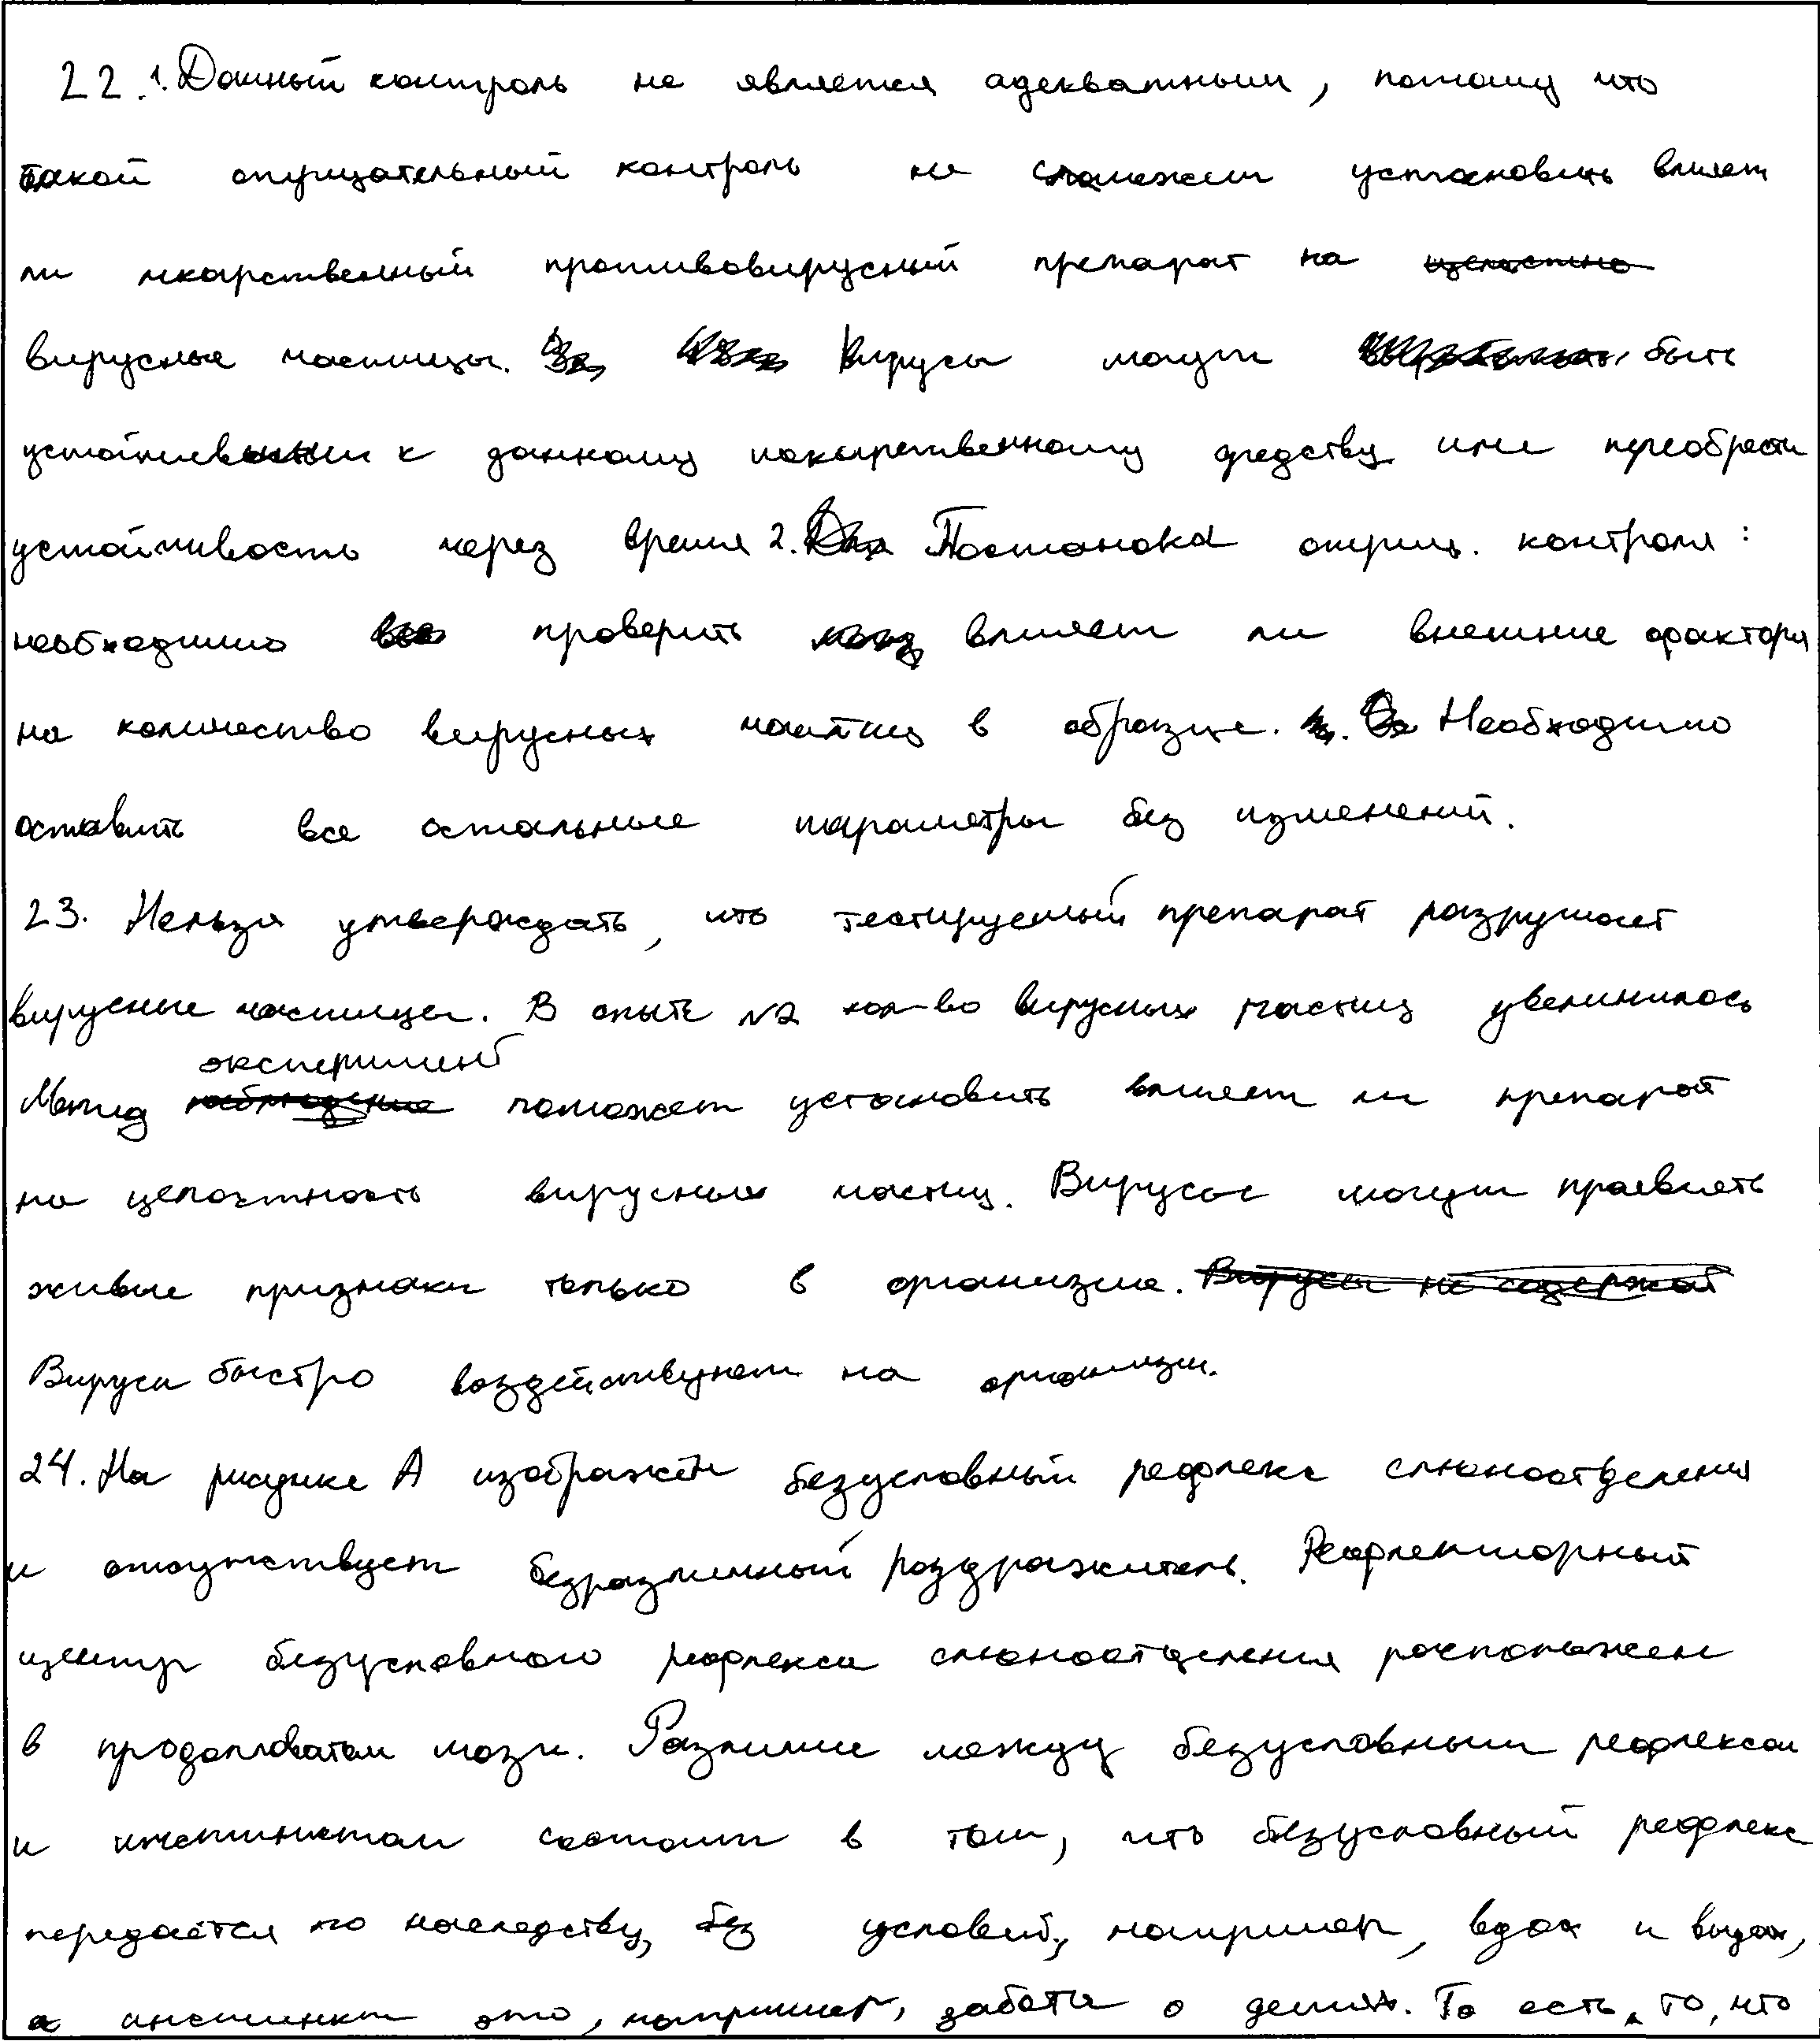 22. 1. Данный контроль не является адекватным, потому что
такой отрицательный контроль не сможем установить влияет
ли лекарственный противовирусный препарат на
вирусные частицы. Вирусы могут быть
устойчивыми к данному лекарственному средству или преобрести
устойчивость через время 2. Постановка отриц. контроля:
необходимо проверить влияет ли внешние фактора
на количество вирусных частиц в образце. Необходимо
оставить все остальные параметры без изменений.
23. Нельзя утверждать, что тестируемый препарат разрушает
вирусные частицы. В опыте №2 кол-во вирусных частиц увеличилось
Метод эксперимент поможет установить влияет ли препарат
на целостность вирусных частиц. Вирусы могут проявлять
живые признаки только в организме.
Вирусы быстро воздействуют на организм.
24. На рисунке А изображён безусловный рефлекс слюноотделения
и отсутствует безразличный раздражитель. Рефлекторный
центр безусловного рефлекса слюноотделения расположен
в продолговатом мозге. Различие между безусловным рефлексом
и инстинктом состоит в том, что безусловный рефлекс
передаётся по наследству, без условий, например, вдох и выдох,
а инстинкт это, например, забота о детях. То есть, то, что